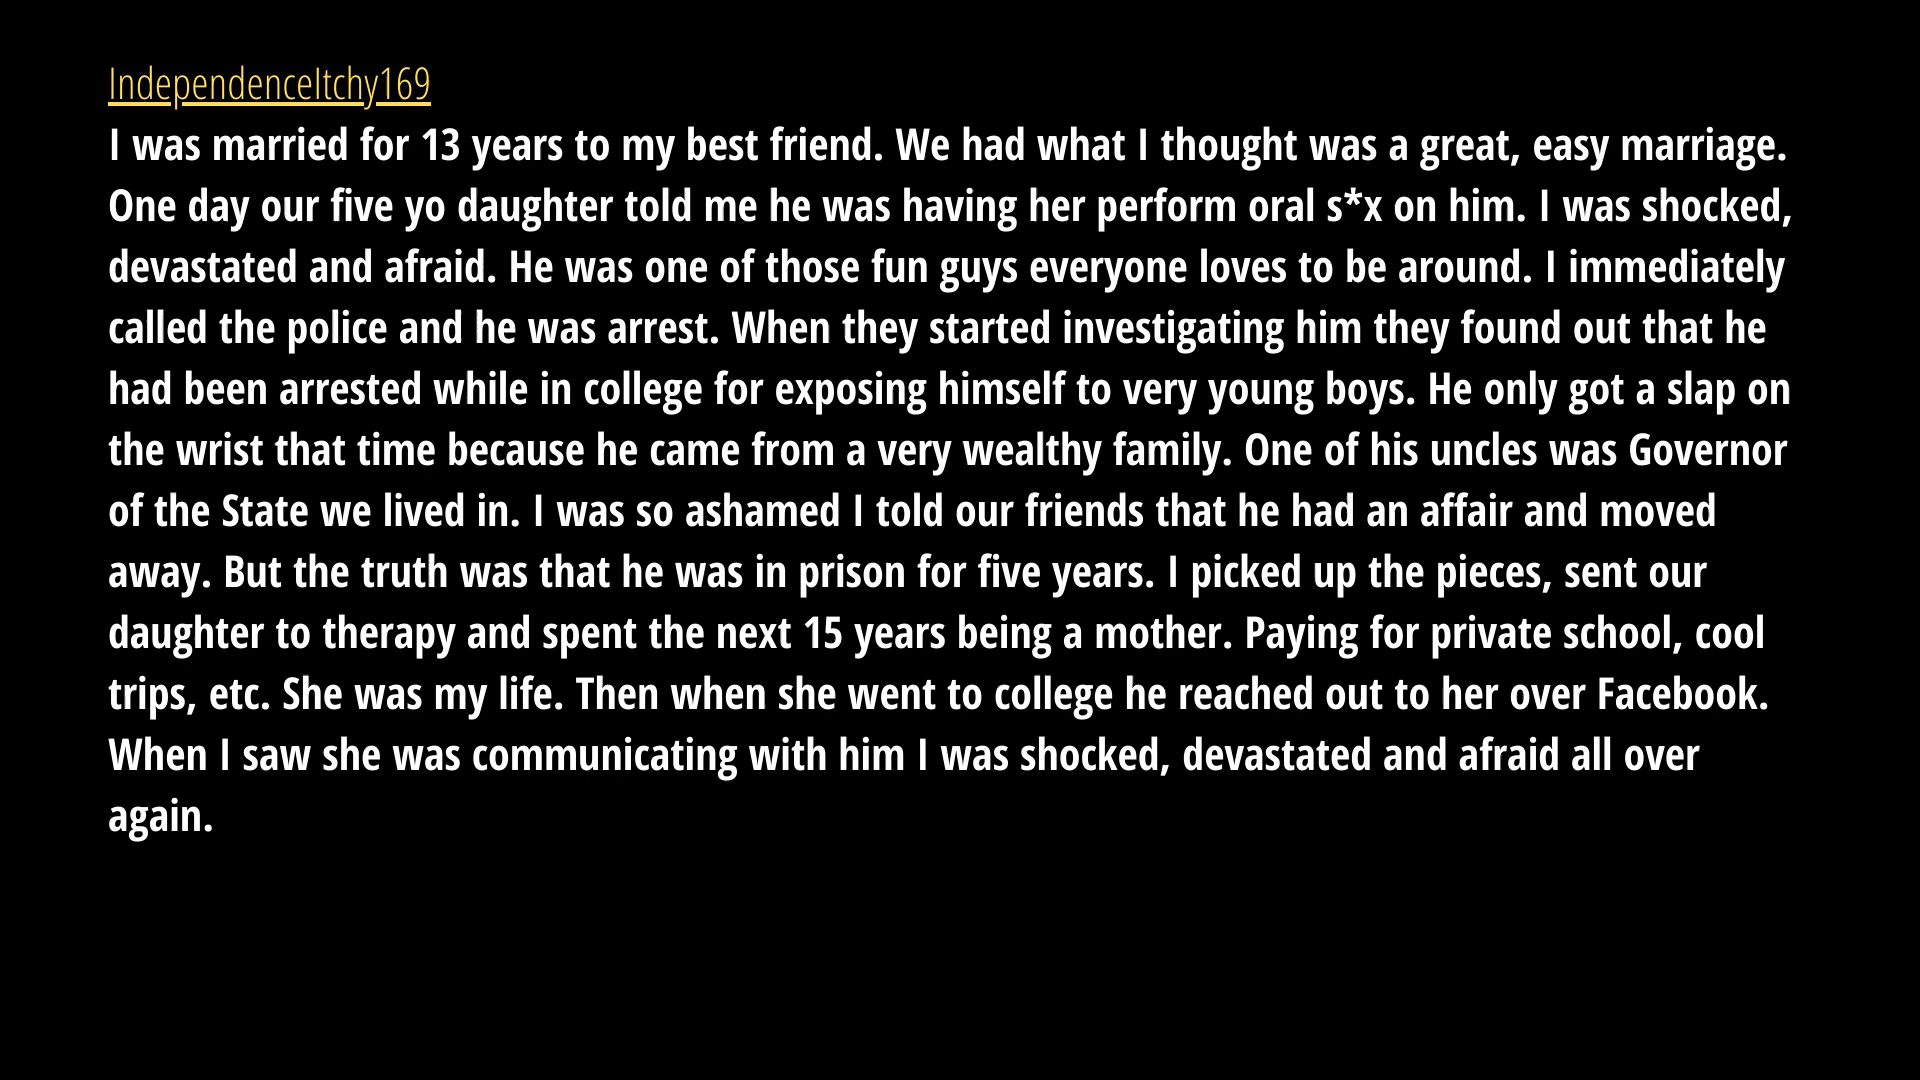 IndependenceItchy169
I was married for 13 years to my best friend. We had what I thought was a great, easy marriage.
One day our five yo daughter told me he was having her perform oral s*x on him. I was shocked,
devastated and afraid. He was one of those fun guys everyone loves to be around. I immediately
called the police and he was arrest. When they started investigating him they found out that he
had been arrested while in college for exposing himself to very young boys. He only got a slap on
the wrist that time because he came from a very wealthy family. One of his uncles was Governor
of the State we lived in. I was so ashamed I told our friends that he had an affair and moved
away. But the truth was that he was in prison for five years. I picked up the pieces, sent our
daughter to therapy and spent the next 15 years being a mother. Paying for private school, cool
trips, etc. She was my life. Then when she went to college he reached out to her over Facebook.
When I saw she was communicating with him I was shocked, devastated and afraid all over
again.